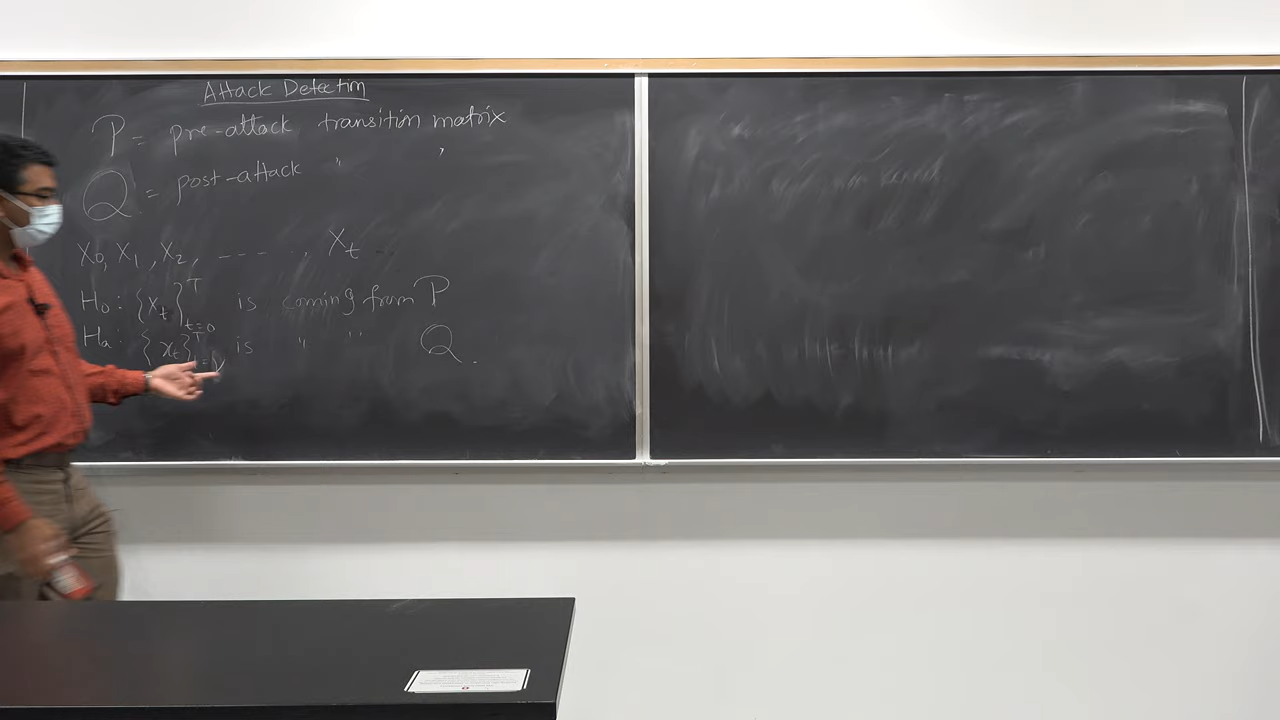 Attack Detection
P = pre-attack transition matrix
Q = post-attack " "
X0, X1, X2, ---- .., Xt ..
H0: {Xt}_{t=0}^T is coming from P
Ha: {Xt}^T is " " Q.